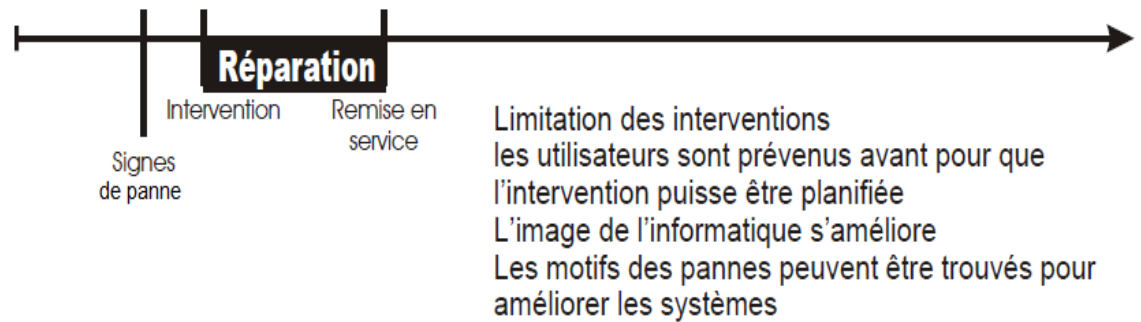 Réparation
Intervention
Remise en
service
Signes
de panne
Limitation des interventions
les utilisateurs sont prévenus avant pour que
l'intervention puisse être planifiée
L'image de l'informatique s'améliore
Les motifs des pannes peuvent être trouvés pour
améliorer les systèmes